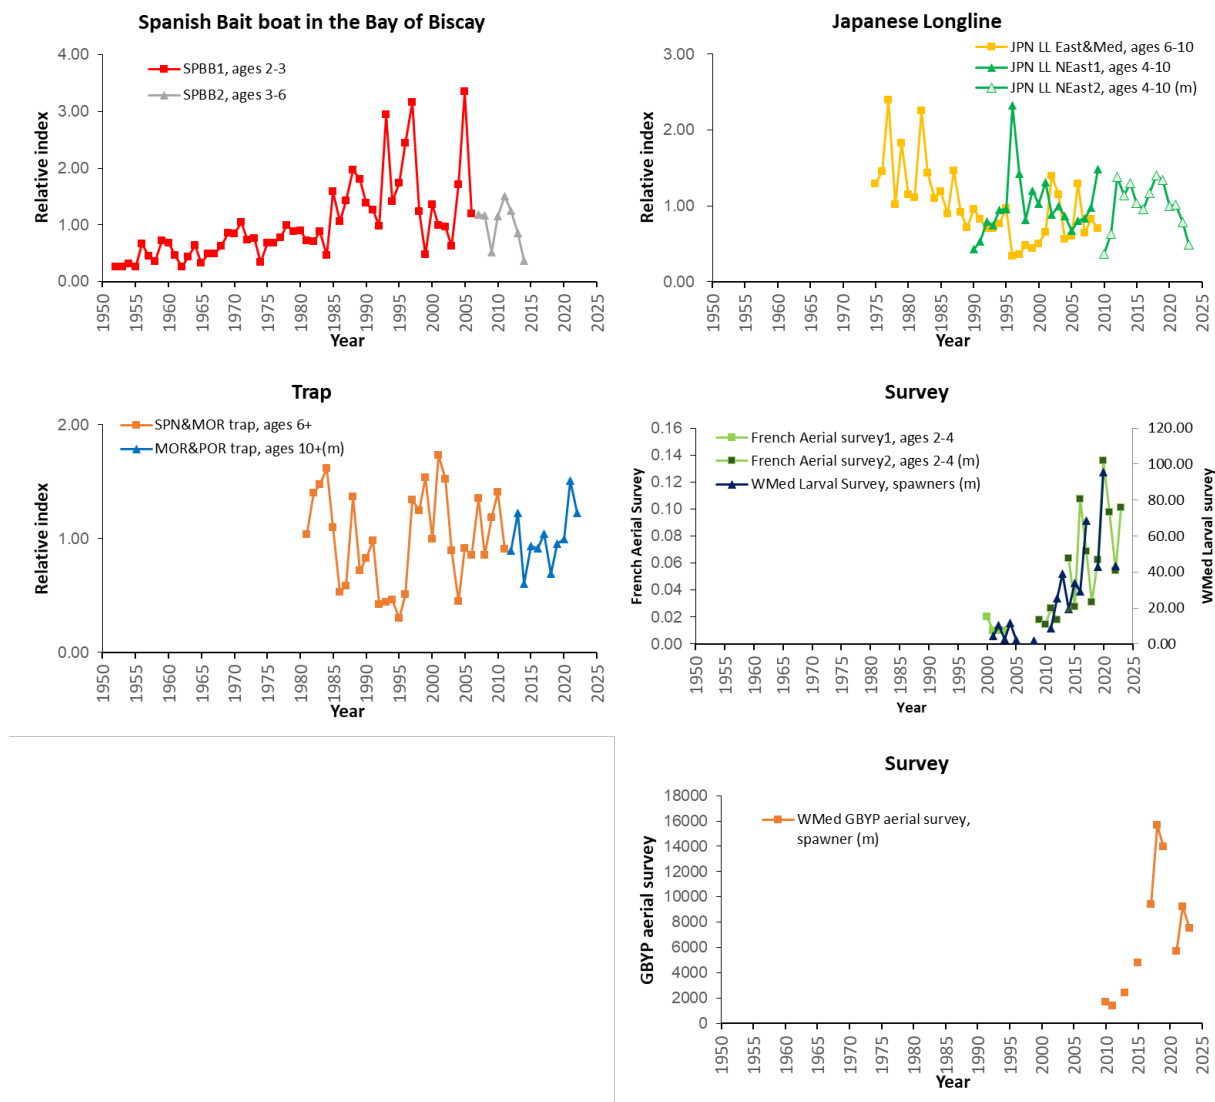 Spanish Bait boat in the Bay of Biscay
SPBB1, ages 2-3
SPBB2, ages 3-6
Relative index
4.00
3.00
2.00
1.00
0.00
1950 1955 1960 1965 1970 1975 1980 1985 1990 1995 2000 2005 2010 2015 2020 2025
Year
Japanese Longline
JPN LL East&Med, ages 6-10
JPN LL NEast1, ages 4-10
JPN LL NEast2, ages 4-10 (m)
Relative index
3.00
2.00
1.00
0.00
1950 1955 1960 1965 1970 1975 1980 1985 1990 1995 2000 2005 2010 2015 2020 2025
Year
Trap
SPN&MOR trap, ages 6+
MOR&POR trap, ages 10+(m)
Relative index
2.00
1.00
0.00
1950 1955 1960 1965 1970 1975 1980 1985 1990 1995 2000 2005 2010 2015 2020 2025
Year
Survey
French Aerial survey1, ages 2-4
French Aerial survey2, ages 2-4 (m)
WMed Larval Survey, spawners (m)
French Aerial Survey
0.16
0.14
0.12
0.10
0.08
0.06
0.04
0.02
0.00
120.00
100.00
80.00
60.00
40.00
20.00
0.00
WMed Larval survey
1950 1955 1960 1965 1970 1975 1980 1985 1990 1995 2000 2005 2010 2015 2020 2025
Year
Survey
WMed GBYP aerial survey,
spawner (m)
GBYP aerial survey
18000
16000
14000
12000
10000
8000
6000
4000
2000
0
1950 1955 1960 1965 1970 1975 1980 1985 1990 1995 2000 2005 2010 2015 2020 2025
Year